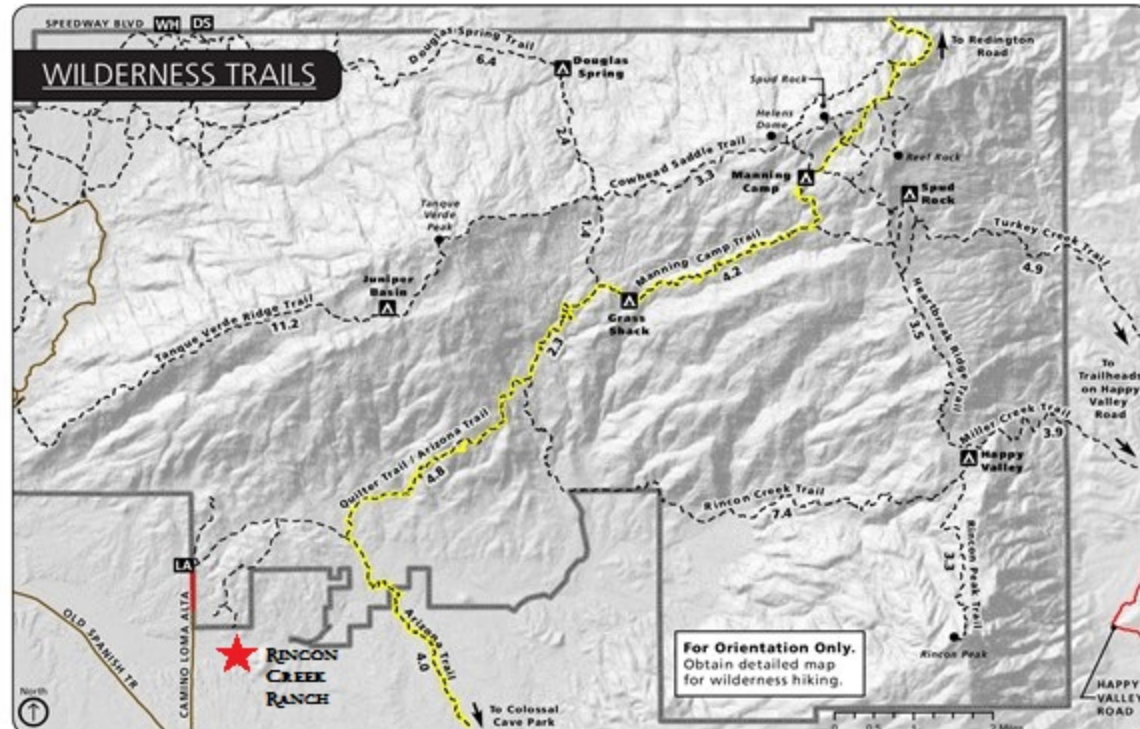 SPEEDWAY BLVD WH DS
WILDERNESS TRAILS
Douglas Spring Trail
6.4
Douglas
Spring
To Redington
Road
Spud Rock
Helens
Dome
2.4
Reef Rock
Cowhead Saddle Trail
3.3
Manning
Camp
Spud
Rock
Tanque
Verde
Peak
1.4
Turkey Creek Trail
4.9
Manning Camp Trail
4.2
Juniper
Basin
Grass
Shack
Tanque Verde Ridge Trail
11.2
2.3
Heartbreak Ridge Trail
3.5
To
Trailheads
on Happy
Valley
Road
Miller Creek Trail
3.9
Quilter Trail / Arizona Trail
4.8
Happy
Valley
Rincon Creek Trail
7.4
LA
Rincon Peak Trail
3.3
Rincon Peak
CAMINO LOMA ALTA
OLD SPANISH TR
Rincon
Creek
Ranch
Arizona Trail
4.0
For Orientation Only.
Obtain detailed map
for wilderness hiking.
North
To Colossal
Cave Park
HAPPY
VALLEY
ROAD
0.5 1 2 Miles